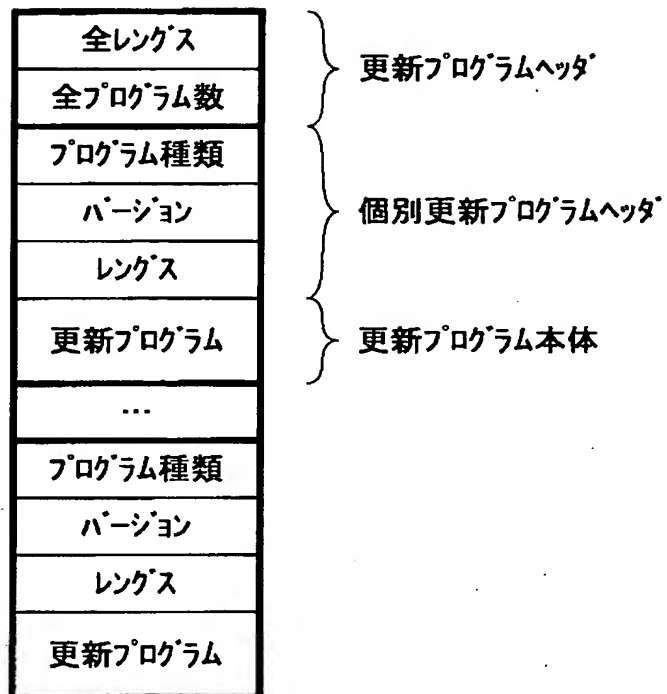 全レングス
全プログラム数
更新プログラムヘッダ
プログラム種類
バージョン
レングス
個別更新プログラムヘッダ
更新プログラム
更新プログラム本体
...
プログラム種類
バージョン
レングス
更新プログラム